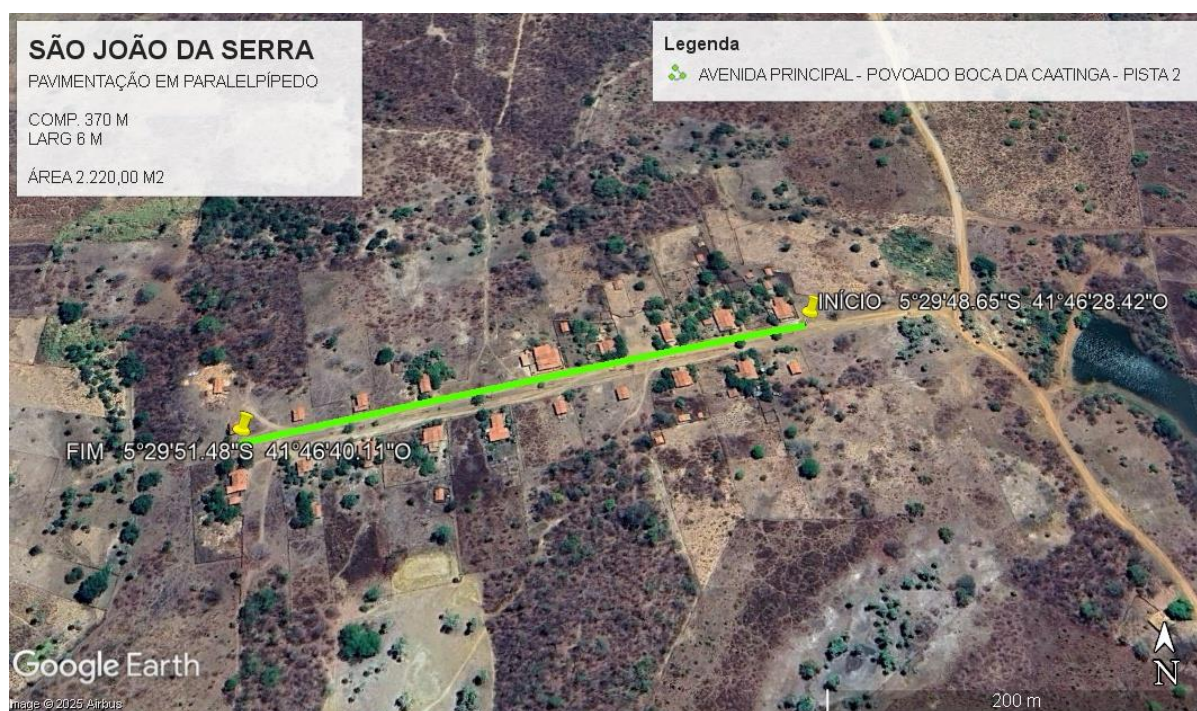 SÃO JOÃO DA SERRA
PAVIMENTAÇÃO EM PARALELPÍPEDO
COMP. 370 M
LARG 6 M
ÁREA 2.220,00 M2
Legenda
AVENIDA PRINCIPAL - POVOADO BOCA DA CAATINGA - PISTA 2
INÍCIO 5°29'48.65"S 41°46'28.42"O
FIM 5°29'51.48"S 41°46'40.11"O
Google Earth
mage © 2025 Airbus
200 m
N